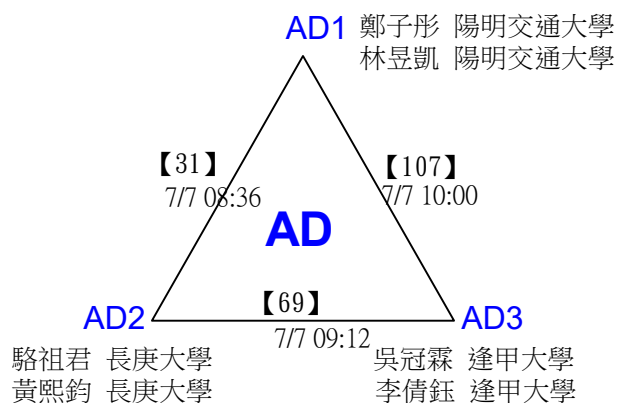 AD1 鄭子彤 陽明交通大學
林昱凱 陽明交通大學
【31】
7/7 08:36
【107】
7/7 10:00
AD
【69】
7/7 09:12
AD2
駱祖君 長庚大學
黃熙鈞 長庚大學
AD3
吳冠霖 逢甲大學
李倩鈺 逢甲大學